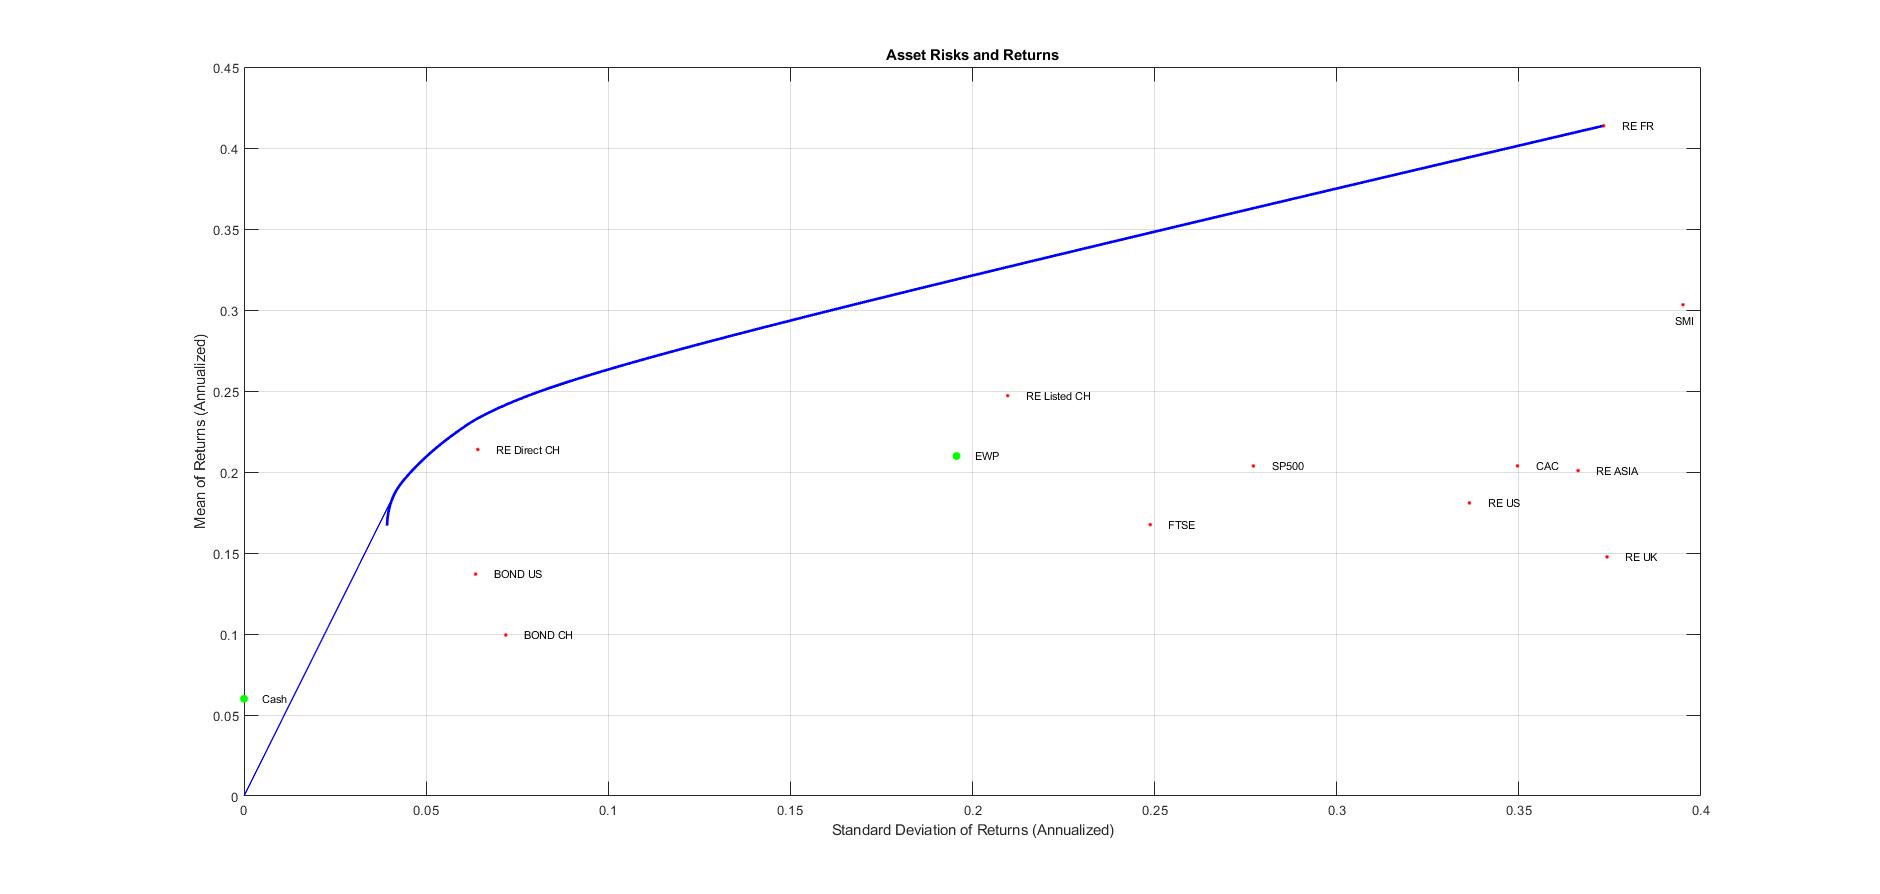 Asset Risks and Returns
0.45
RE FR
0.4
0.35
0.3
SMI
0.25
RE Listed CH
RE Direct CH
EWP
SP500
CAC
RE ASIA
0.2
RE US
FTSE
0.15
RE UK
BOND US
0.1
BOND CH
Cash
0.05
0
0
0.05
0.1
0.15
0.2
0.25
0.3
0.35
0.4
Standard Deviation of Returns (Annualized)
Mean of Returns (Annualized)